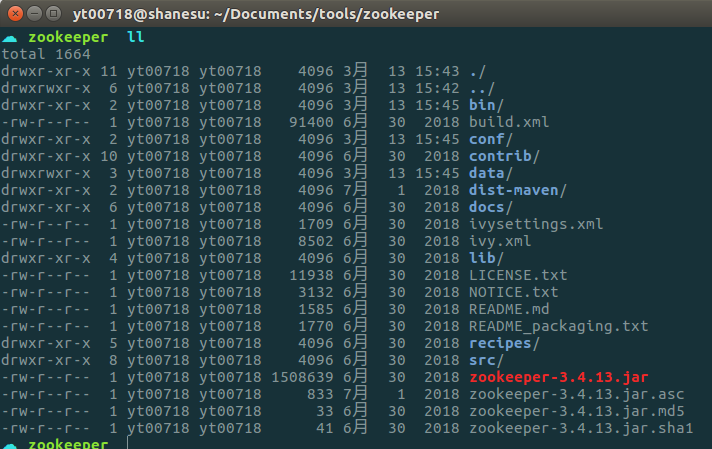 yt00718@shanesu: ~/Documents/tools/zookeeper
☁ zookeeper ll
total 1664
drwxr-xr-x 11 yt00718 yt00718 4096 3月 13 15:43 ./
drwxrwxr-x 6 yt00718 yt00718 4096 3月 13 15:42 ../
drwxr-xr-x 2 yt00718 yt00718 4096 3月 13 15:45 bin/
-rw-r--r-- 1 yt00718 yt00718 91400 6月 30 2018 build.xml
drwxr-xr-x 2 yt00718 yt00718 4096 3月 13 15:45 conf/
drwxr-xr-x 10 yt00718 yt00718 4096 6月 30 2018 contrib/
drwxrwxr-x 3 yt00718 yt00718 4096 3月 13 15:45 data/
drwxr-xr-x 2 yt00718 yt00718 4096 7月 1 2018 dist-maven/
drwxr-xr-x 6 yt00718 yt00718 4096 6月 30 2018 docs/
-rw-r--r-- 1 yt00718 yt00718 1709 6月 30 2018 ivysettings.xml
-rw-r--r-- 1 yt00718 yt00718 8502 6月 30 2018 ivy.xml
drwxr-xr-x 4 yt00718 yt00718 4096 6月 30 2018 lib/
-rw-r--r-- 1 yt00718 yt00718 11938 6月 30 2018 LICENSE.txt
-rw-r--r-- 1 yt00718 yt00718 3132 6月 30 2018 NOTICE.txt
-rw-r--r-- 1 yt00718 yt00718 1585 6月 30 2018 README.md
-rw-r--r-- 1 yt00718 yt00718 1770 6月 30 2018 README_packaging.txt
drwxr-xr-x 5 yt00718 yt00718 4096 6月 30 2018 recipes/
drwxr-xr-x 8 yt00718 yt00718 4096 6月 30 2018 src/
-rw-r--r-- 1 yt00718 yt00718 1508639 6月 30 2018 zookeeper-3.4.13.jar
-rw-r--r-- 1 yt00718 yt00718 833 7月 1 2018 zookeeper-3.4.13.jar.asc
-rw-r--r-- 1 yt00718 yt00718 33 6月 30 2018 zookeeper-3.4.13.jar.md5
-rw-r--r-- 1 yt00718 yt00718 41 6月 30 2018 zookeeper-3.4.13.jar.sha1
☁ zookeeper